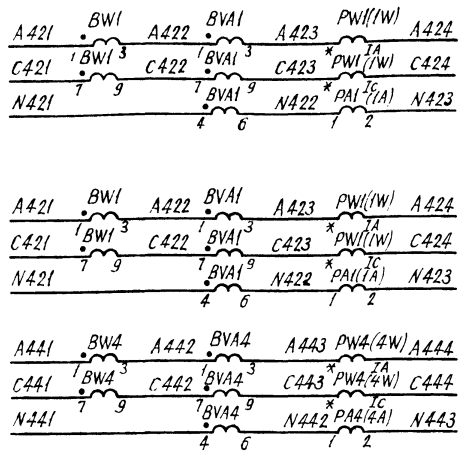 A421 BW1 A422 BVA1 A423 PW1(1W) A424
1 3 1 3 * IA
C421 BW1 C422 BVA1 C423 PW1(1W) C424
7 9 7 9 * Ic
N421 BVA1 N422 PA1(1A) N423
4 6 1 2
A421 BW1 A422 BVA1 A423 PW1(1W) A424
1 3 1 3 * IA
C421 BW1 C422 BVA1 C423 PW1(1W) C424
7 9 7 9 * Ic
N421 BVA1 N422 PA1(1A) N423
4 6 1 2
A441 BW4 A442 BVA4 A443 PW4(4W) A444
1 3 1 3 * IA
C441 BW4 C442 BVA4 C443 PW4(4W) C444
7 9 7 9 * Ic
N441 BVA4 N442 PA4(4A) N443
4 6 1 2